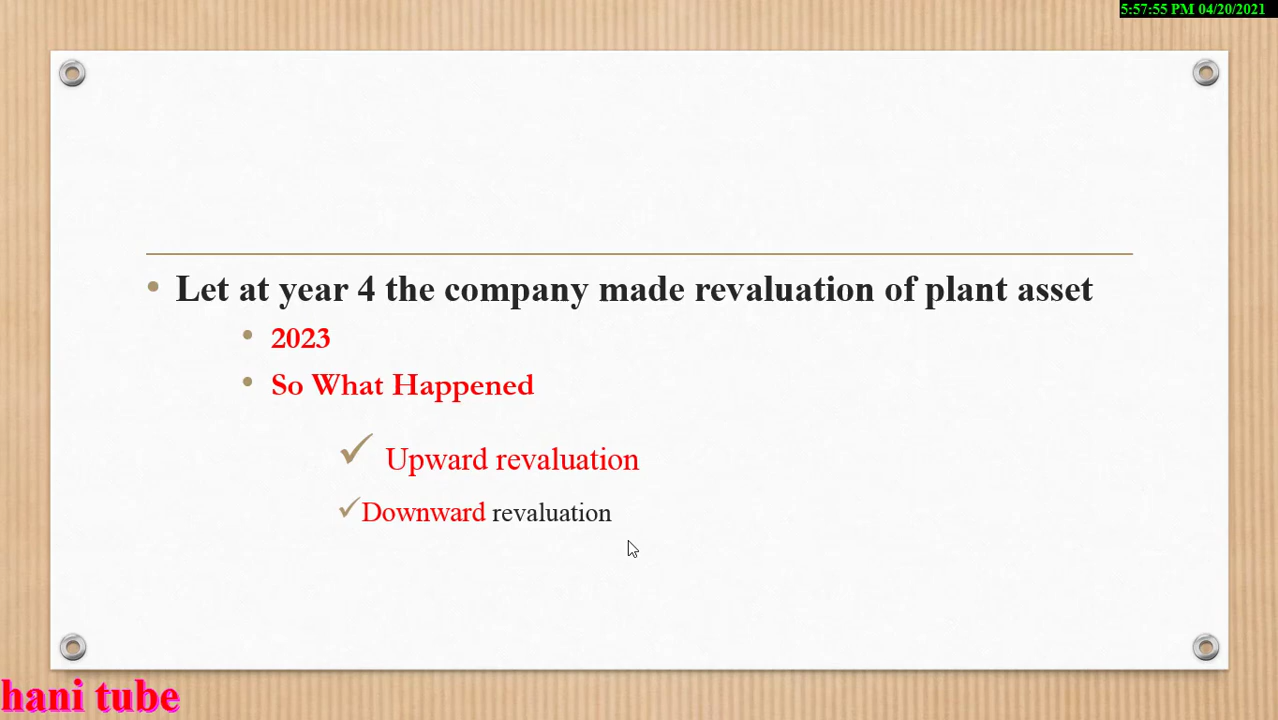 5:57:55 PM 04/20/2021
• Let at year 4 the company made revaluation of plant asset
• 2023
• So What Happened
✓ Upward revaluation
✓Downward revaluation
hani tube